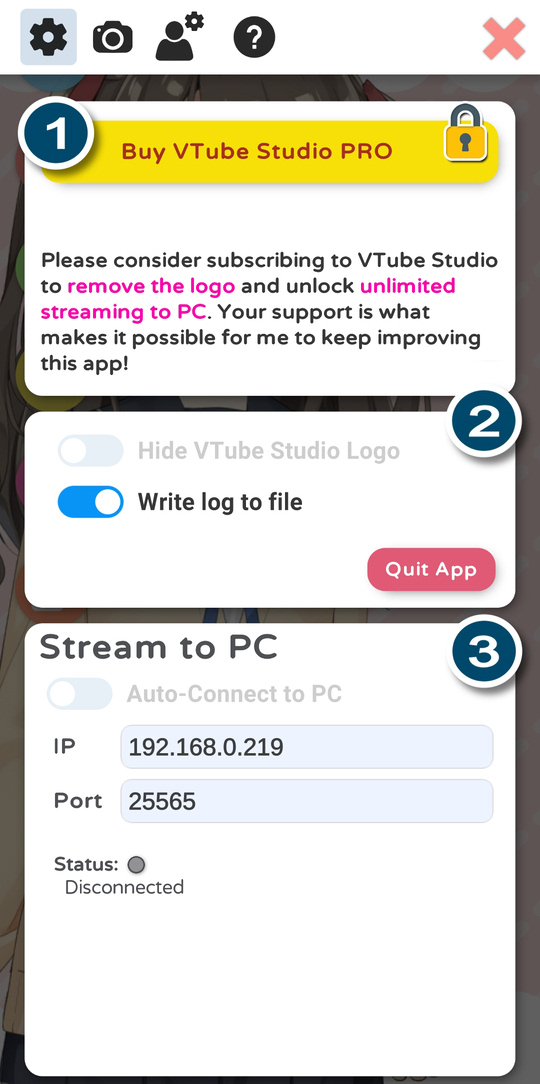 ?
1
Buy VTube Studio PRO
Please consider subscribing to VTube Studio
to remove the logo and unlock unlimited
streaming to PC. Your support is what
makes it possible for me to keep improving
this app!
2
Hide VTube Studio Logo
Write log to file
Quit App
3
Stream to PC
Auto-Connect to PC
IP 192.168.0.219
Port 25565
Status:
Disconnected